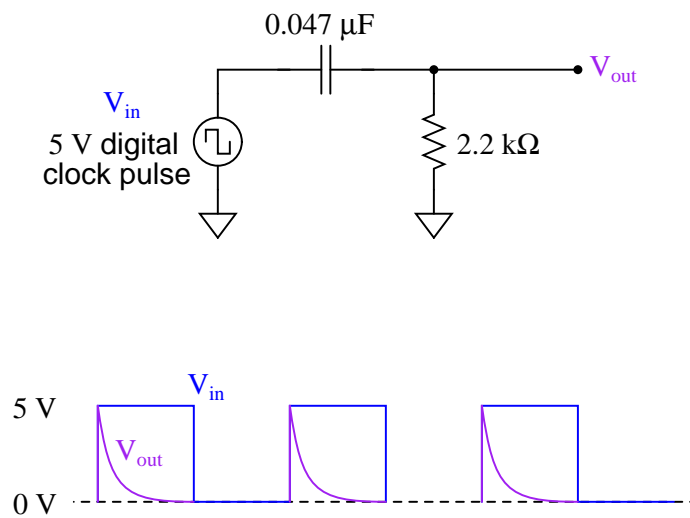 0.047 μF
V_out
V_in
5 V digital
clock pulse
2.2 kΩ
5 V
V_in
V_out
0 V